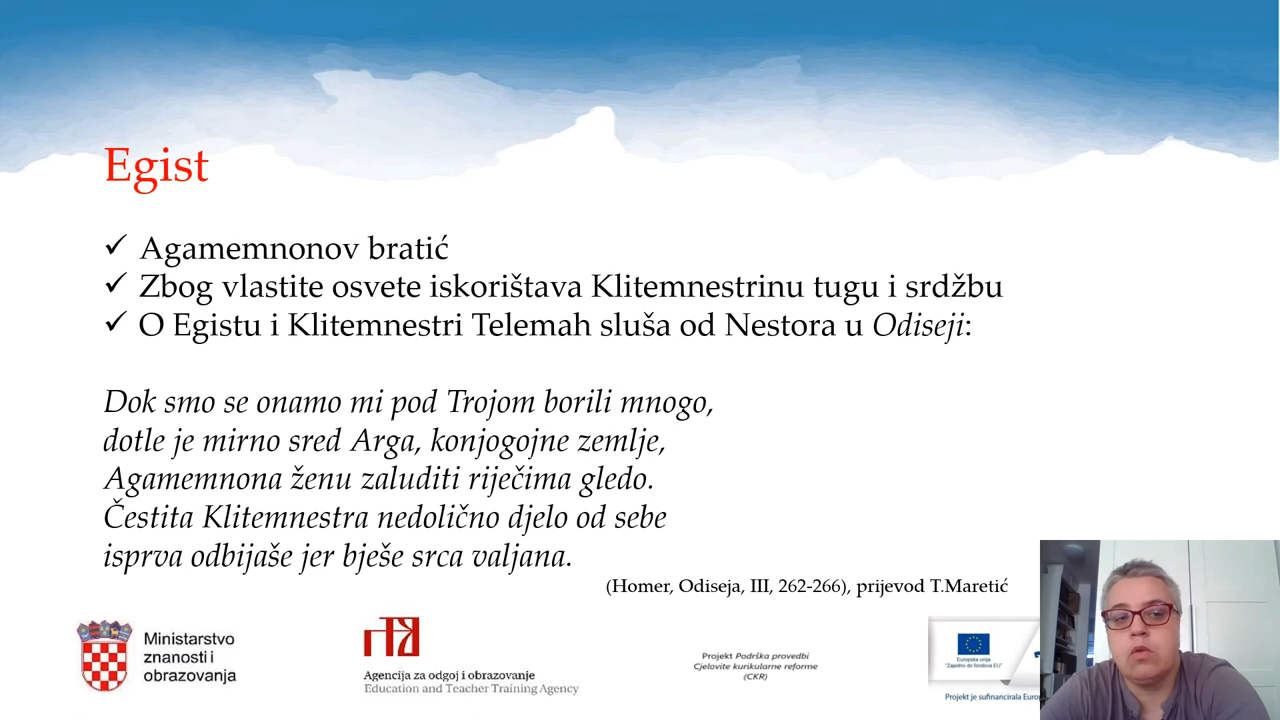 Egist
✓ Agamemnonov bratić
✓ Zbog vlastite osvete iskorištava Klitemnestrinu tugu i srdžbu
✓ O Egistu i Klitemnestri Telemah sluša od Nestora u Odiseji:
Dok smo se onamo mi pod Trojom borili mnogo,
dotle je mirno sred Arga, konjogojne zemlje,
Agamemnona ženu zaluditi riječima gledo.
Čestita Klitemnestra nedolično djelo od sebe
isprva odbijaše jer bješe srca valjana.
(Homer, Odiseja, III, 262-266), prijevod T.Maretić
Ministarstvo
znanosti i
obrazovanja
Agencija za odgoj i obrazovanje
Education and Teacher Training Agency
Projekt Podrška provedbi
Cjelovite kurikularne reforme
(CKR)
Europska unija
"Zajedno do fondova EU"
Projekt je sufinancirala